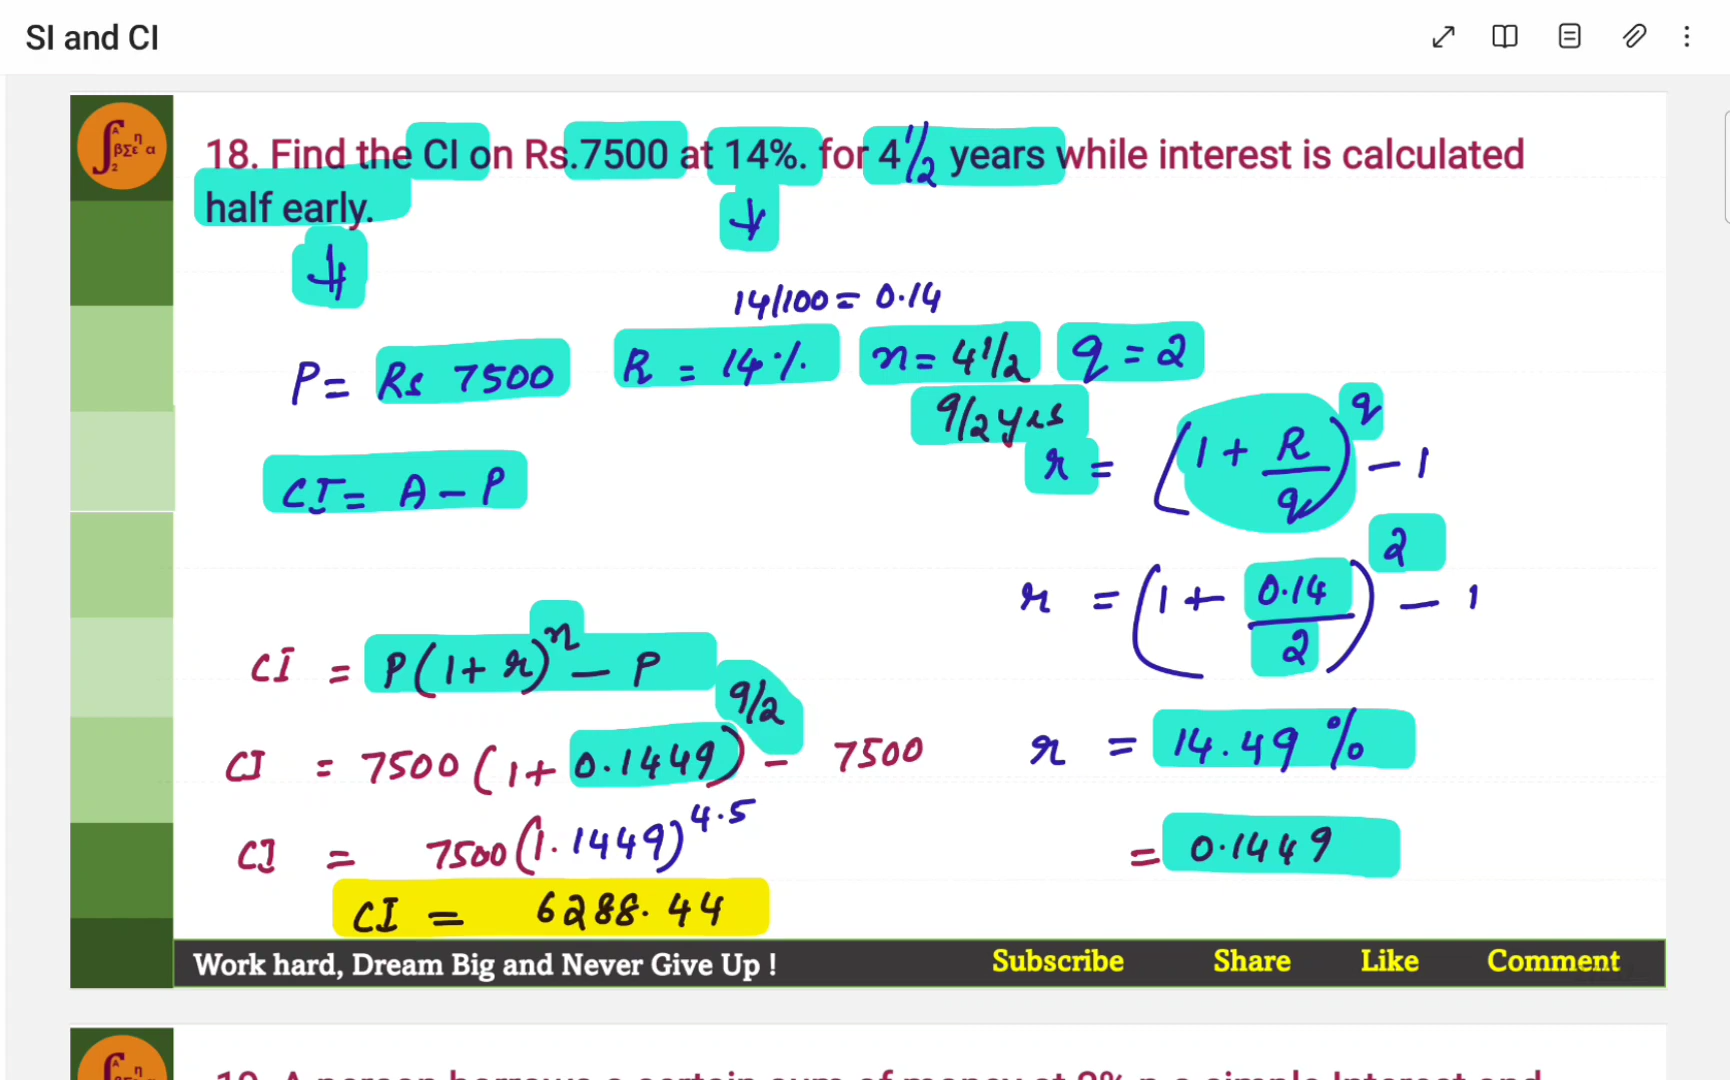 SI and CI
18. Find the CI on Rs.7500 at 14%. for 4 1/2 years while interest is calculated
half early.
14/100 = 0.14
P = Rs 7500 R = 14 % n = 4 1/2 q = 2
9/2 yrs
CI = A - P
r = (1 + R/q)^q - 1
r = (1 + 0.14/2)^2 - 1
CI = P(1 + r)^n - P
r = 14.49 %
CI = 7500 (1 + 0.1449)^9/2 - 7500
= 0.1449
CI = 7500 (1.1449)^4.5
CI = 6288.44
Work hard, Dream Big and Never Give Up ! Subscribe Share Like Comment